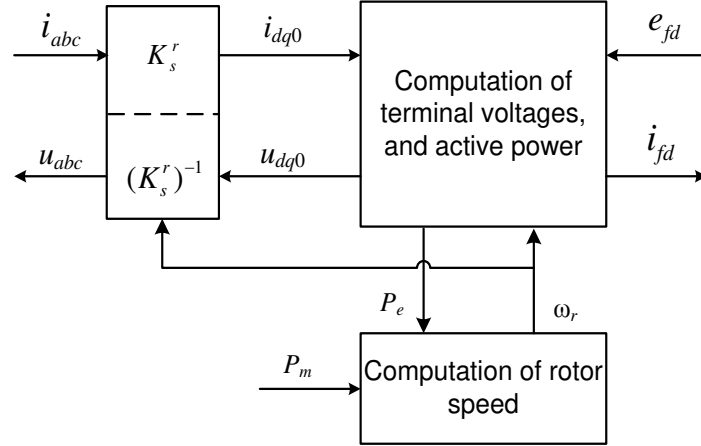 i_abc
K_s^r
i_dq0
Computation of
terminal voltages,
and active power
e_fd
u_abc
(K_s^r)^{-1}
u_dq0
i_fd
P_e
ω_r
P_m
Computation of rotor
speed